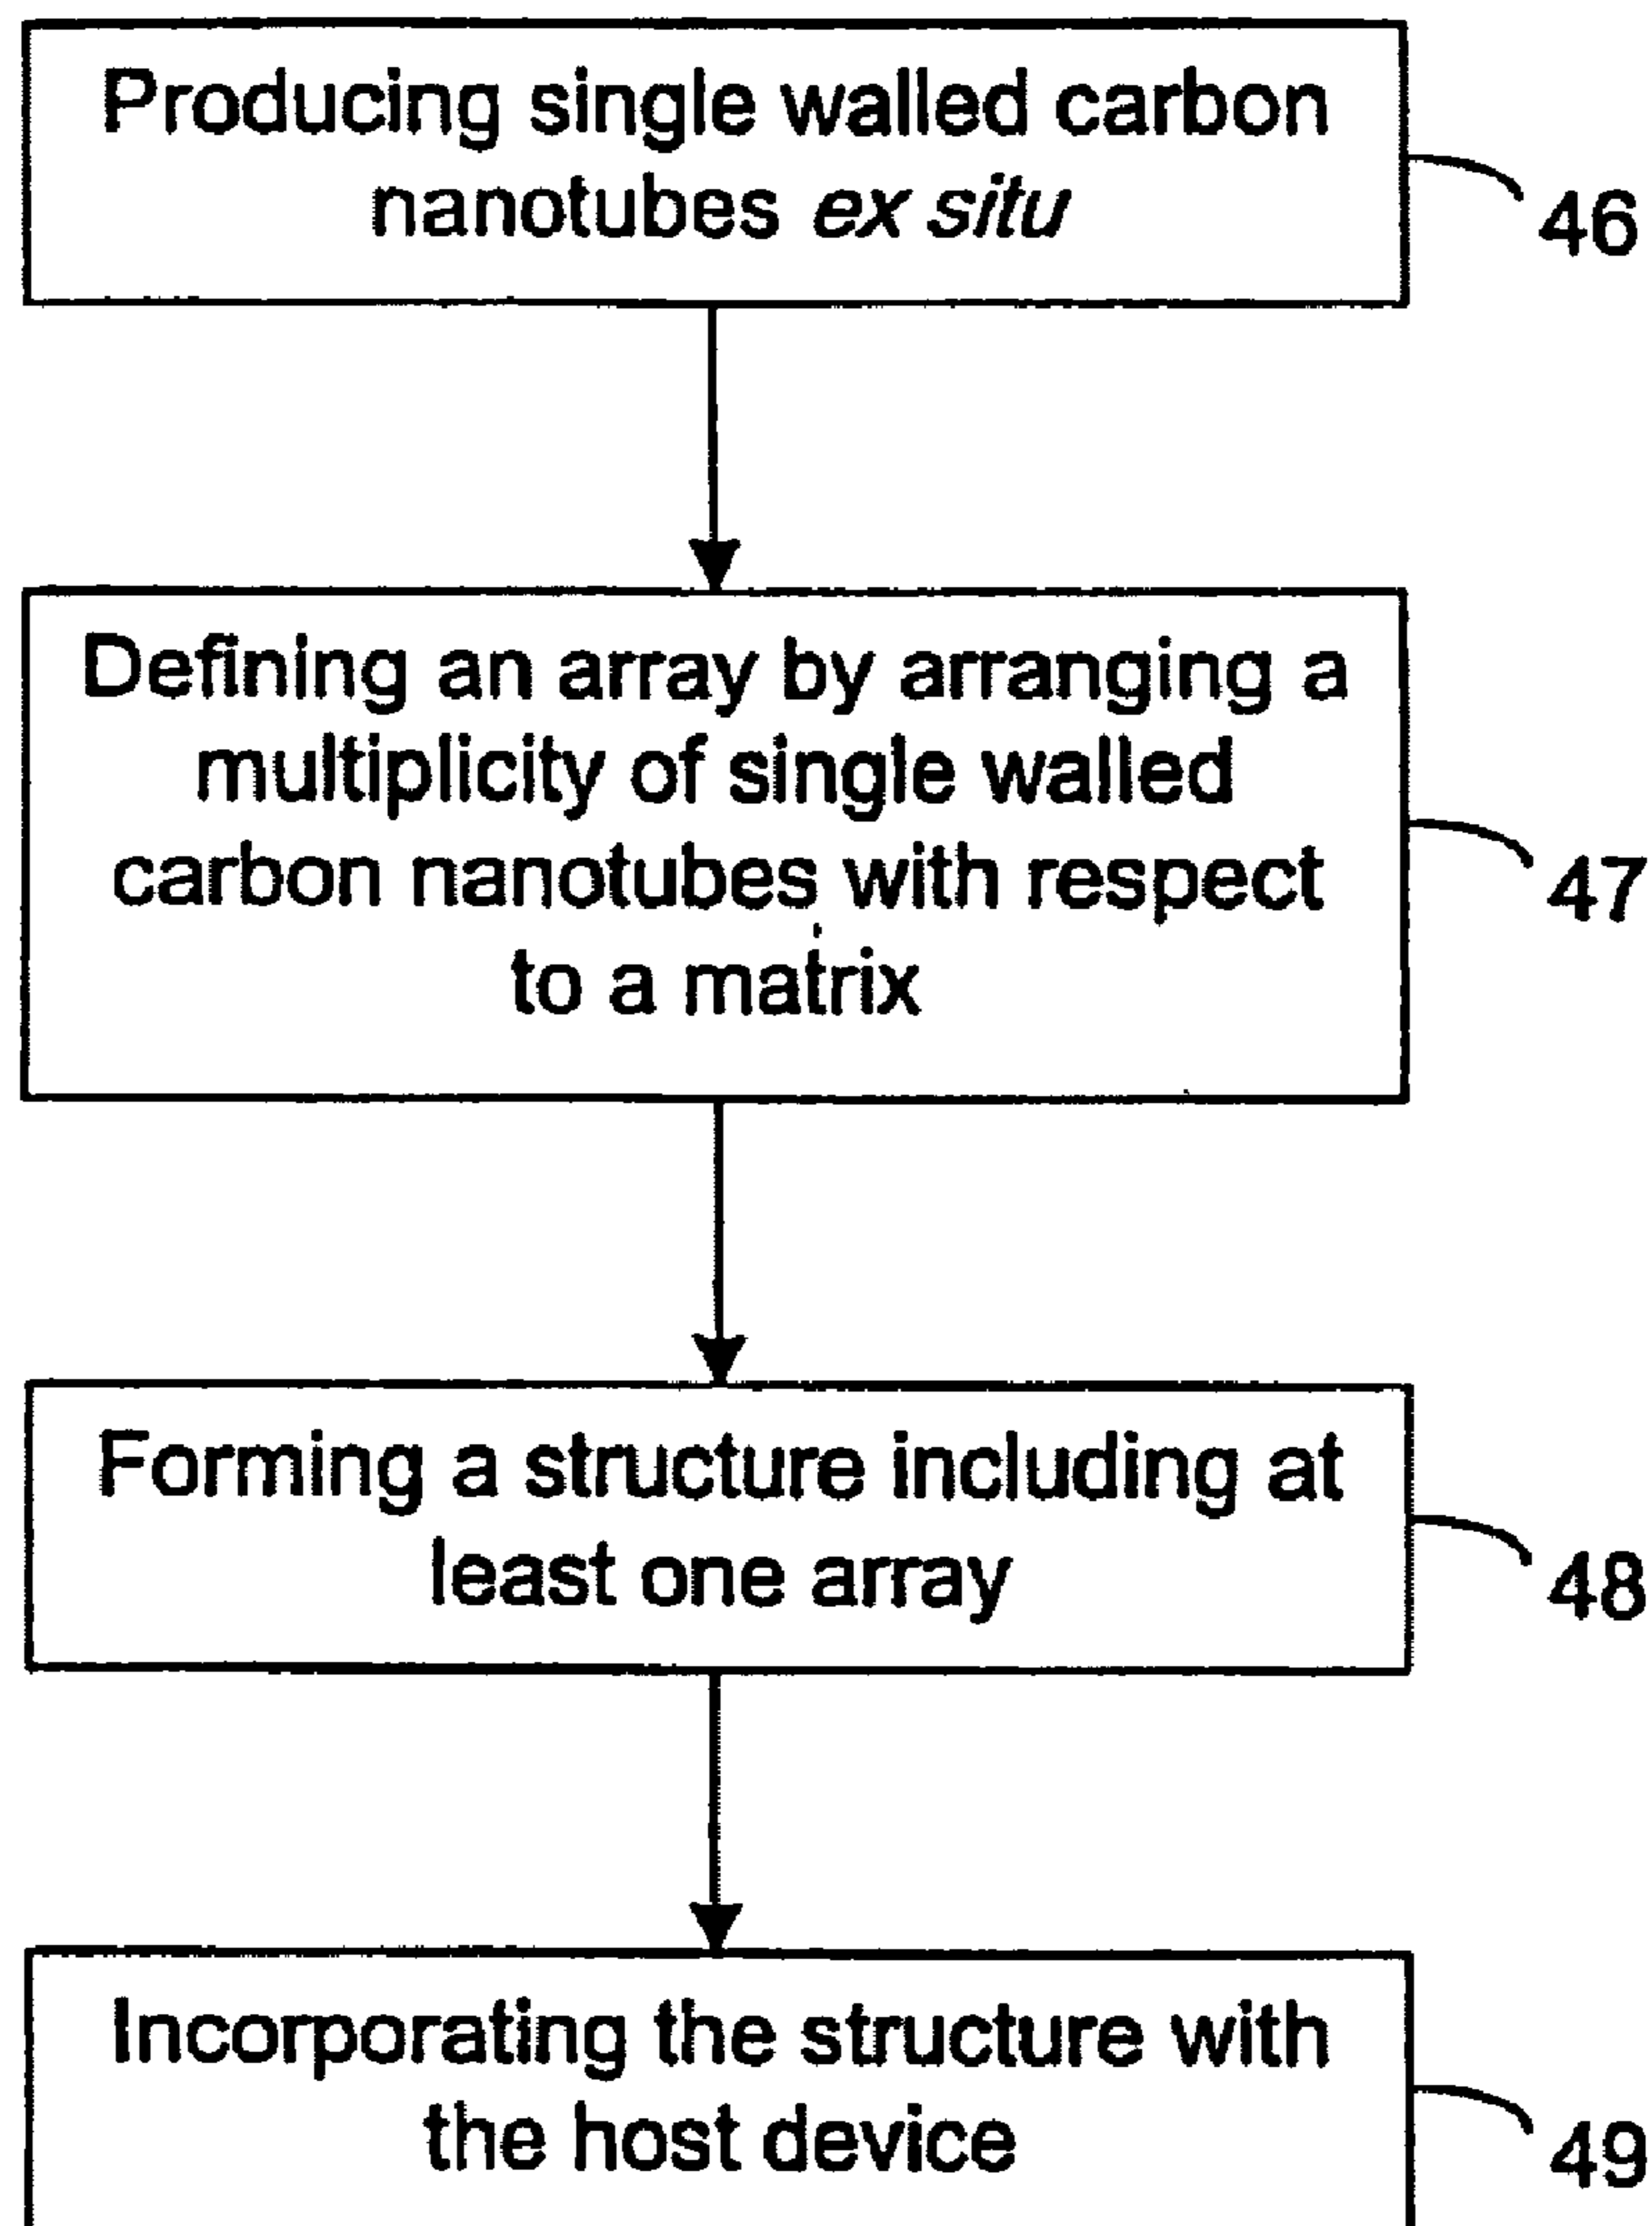 Producing single walled carbon
nanotubes ex situ
46
Defining an array by arranging a
multiplicity of single walled
carbon nanotubes with respect
to a matrix
47
Forming a structure including at
least one array
48
Incorporating the structure with
the host device
49